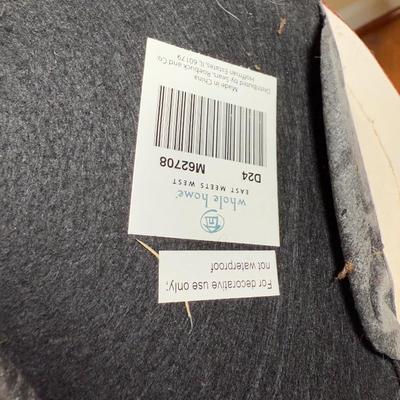 whole home
EAST MEETS WEST
D24 M62708
Made in China
Distributed by Sears, Roebuck and Co.
Hoffman Estates, IL 60179
For decorative use only;
not waterproof